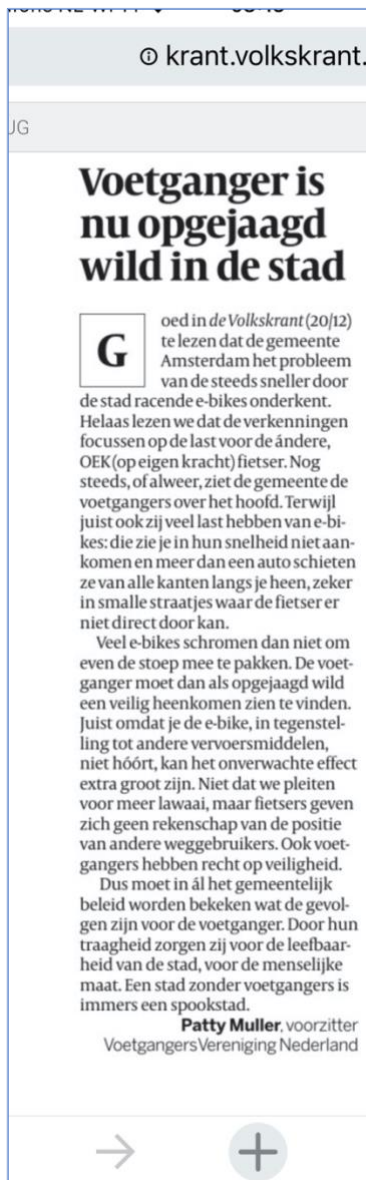 krant.volkskrant.
JG
Voetganger is
nu opgejaagd
wild in de stad
Goed in de Volkskrant (20/12)
te lezen dat de gemeente
Amsterdam het probleem
van de steeds sneller door
de stad racende e-bikes onderkent.
Helaas lezen we dat de verkenningen
focussen op de last voor de ándere,
OEK (op eigen kracht) fietser. Nog
steeds, of alweer, ziet de gemeente de
voetgangers over het hoofd. Terwijl
juist ook zij veel last hebben van e-bi-
kes: die zie je in hun snelheid niet aan-
komen en meer dan een auto schieten
ze van alle kanten langs je heen, zeker
in smalle straatjes waar de fietser er
niet direct door kan.
Veel e-bikes schromen dan niet om
even de stoep mee te pakken. De voet-
ganger moet dan als opgejaagd wild
een veilig heenkomen zien te vinden.
Juist omdat je de e-bike, in tegenstel-
ling tot andere vervoersmiddelen,
niet hóórt, kan het onverwachte effect
extra groot zijn. Niet dat we pleiten
voor meer lawaai, maar fietsers geven
zich geen rekenschap van de positie
van andere weggebruikers. Ook voet-
gangers hebben recht op veiligheid.
Dus moet in ál het gemeentelijk
beleid worden bekeken wat de gevol-
gen zijn voor de voetganger. Door hun
traagheid zorgen zij voor de leefbaar-
heid van de stad, voor de menselijke
maat. Een stad zonder voetgangers is
immers een spookstad.
Patty Muller, voorzitter
VoetgangersVereniging Nederland